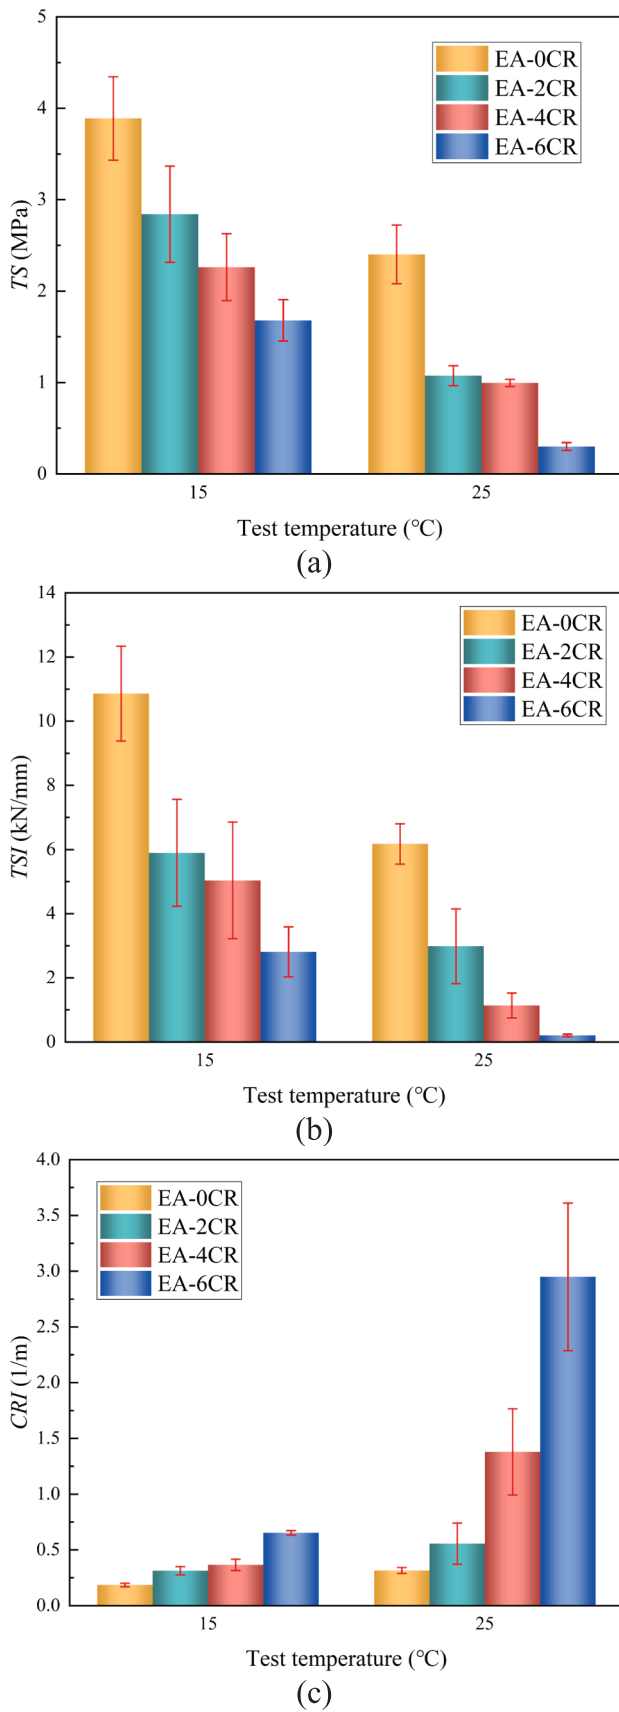 5
4
3
2
1
0
TS (MPa)
EA-0CR
EA-2CR
EA-4CR
EA-6CR
15
25
Test temperature (℃)
(a)
14
12
10
8
6
4
2
0
TSI (kN/mm)
EA-0CR
EA-2CR
EA-4CR
EA-6CR
15
25
Test temperature (℃)
(b)
4.0
3.5
3.0
2.5
2.0
1.5
1.0
0.5
0.0
CRI (1/m)
EA-0CR
EA-2CR
EA-4CR
EA-6CR
15
25
Test temperature (℃)
(c)